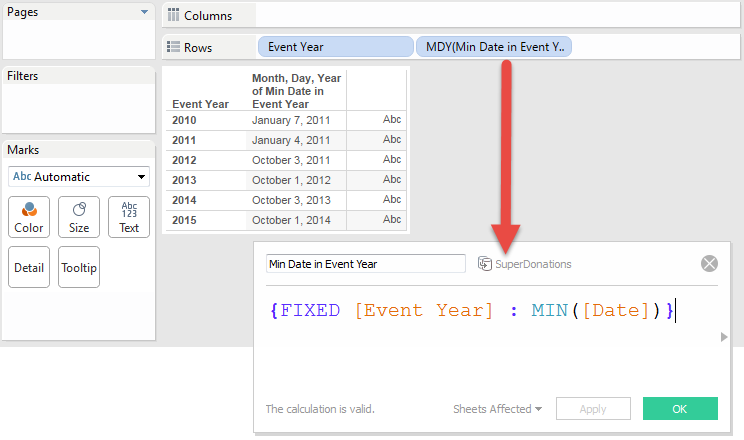 Pages
Columns
Rows
Event Year
MDY(Min Date in Event Y..
Filters
Marks
Abc Automatic
Color
Size
Abc
123
Text
Detail
Tooltip
Month, Day, Year
of Min Date in
Event Year
Event Year
2010 January 7, 2011 Abc
2011 January 4, 2011 Abc
2012 October 3, 2011 Abc
2013 October 1, 2012 Abc
2014 October 3, 2013 Abc
2015 October 1, 2014 Abc
Min Date in Event Year
SuperDonations
{FIXED [Event Year] : MIN([Date])}
The calculation is valid.
Sheets Affected
Apply
OK